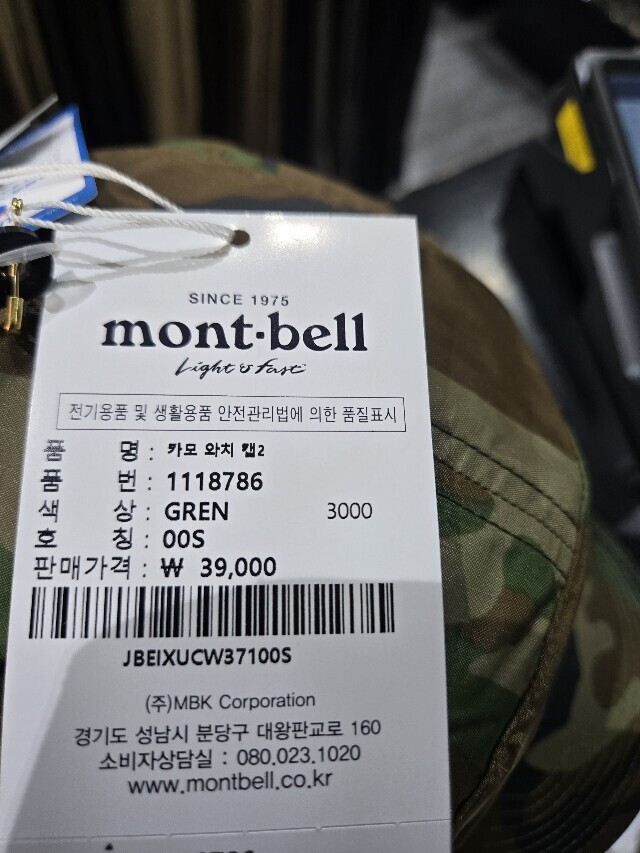 SINCE 1975
mont·bell
Light & Fast
전기용품 및 생활용품 안전관리법에 의한 품질표시
품 명 : 카모 와치 캡2
품 번 : 1118786
색 상 : GREN 3000
호 칭 : 00S
판매가격 : ₩ 39,000
JBEIXUCW37100S
(주)MBK Corporation
경기도 성남시 분당구 대왕판교로 160
소비자상담실 : 080.023.1020
www.montbell.co.kr